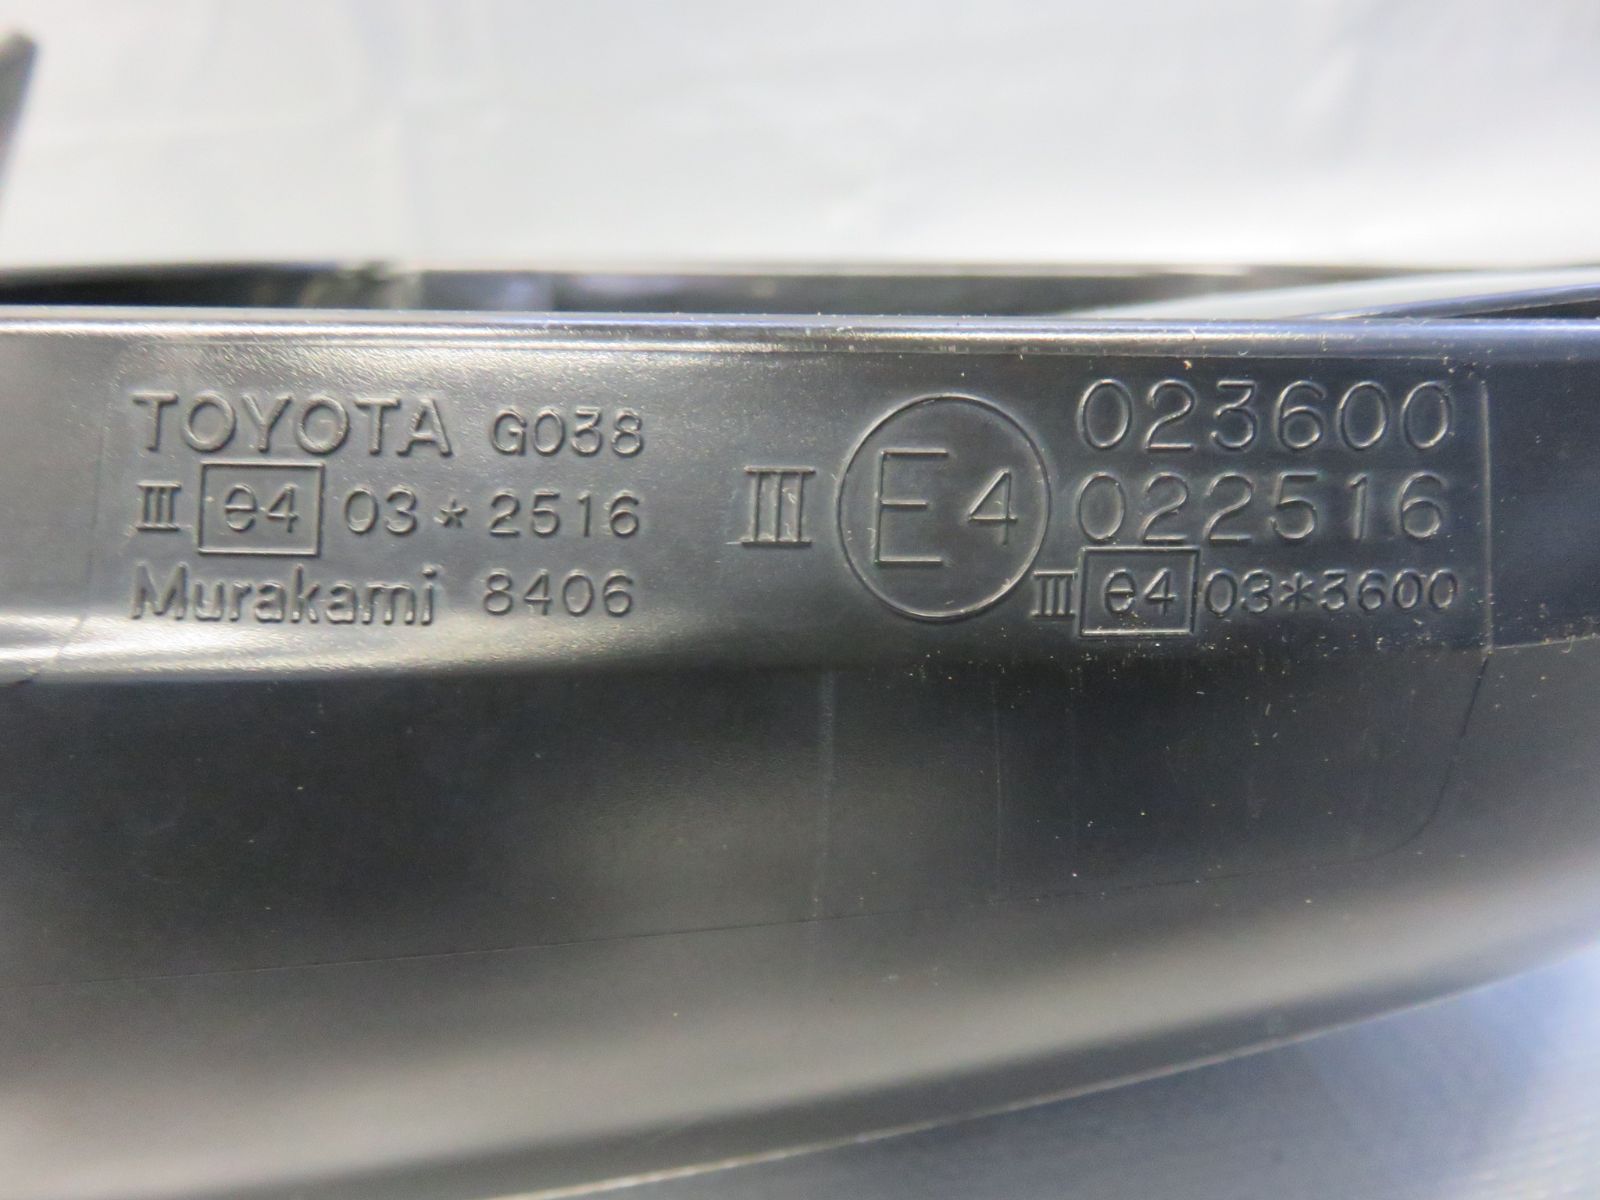 TOYOTA G038
III e4 03*2516
Murakami 8406
III E4 023600
022516
III e4 03*3600